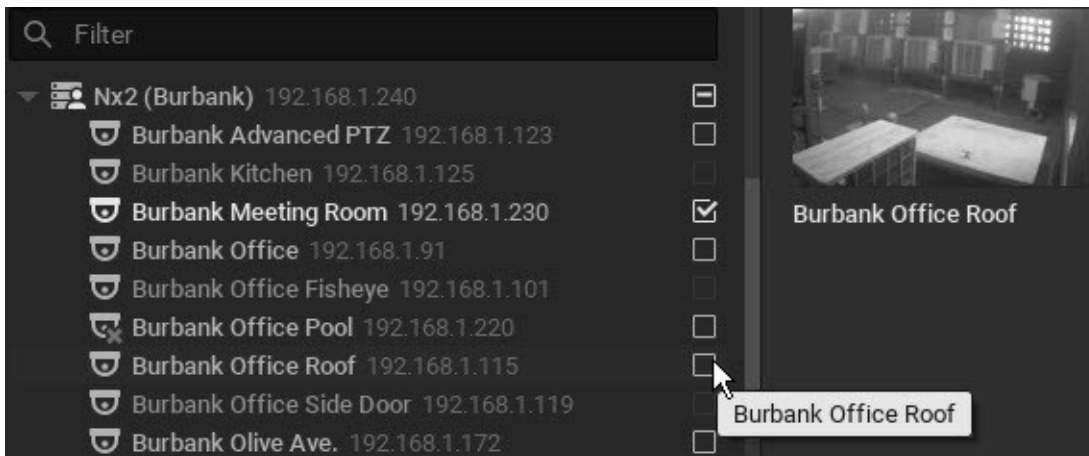 Filter
Nx2 (Burbank) 192.168.1.240
Burbank Advanced PTZ 192.168.1.123
Burbank Kitchen 192.168.1.125
Burbank Meeting Room 192.168.1.230
Burbank Office Roof
Burbank Office 192.168.1.91
Burbank Office Fisheye 192.168.1.101
Burbank Office Pool 192.168.1.220
Burbank Office Roof 192.168.1.115
Burbank Office Side Door 192.168.1.119
Burbank Office Roof
Burbank Olive Ave. 192.168.1.172